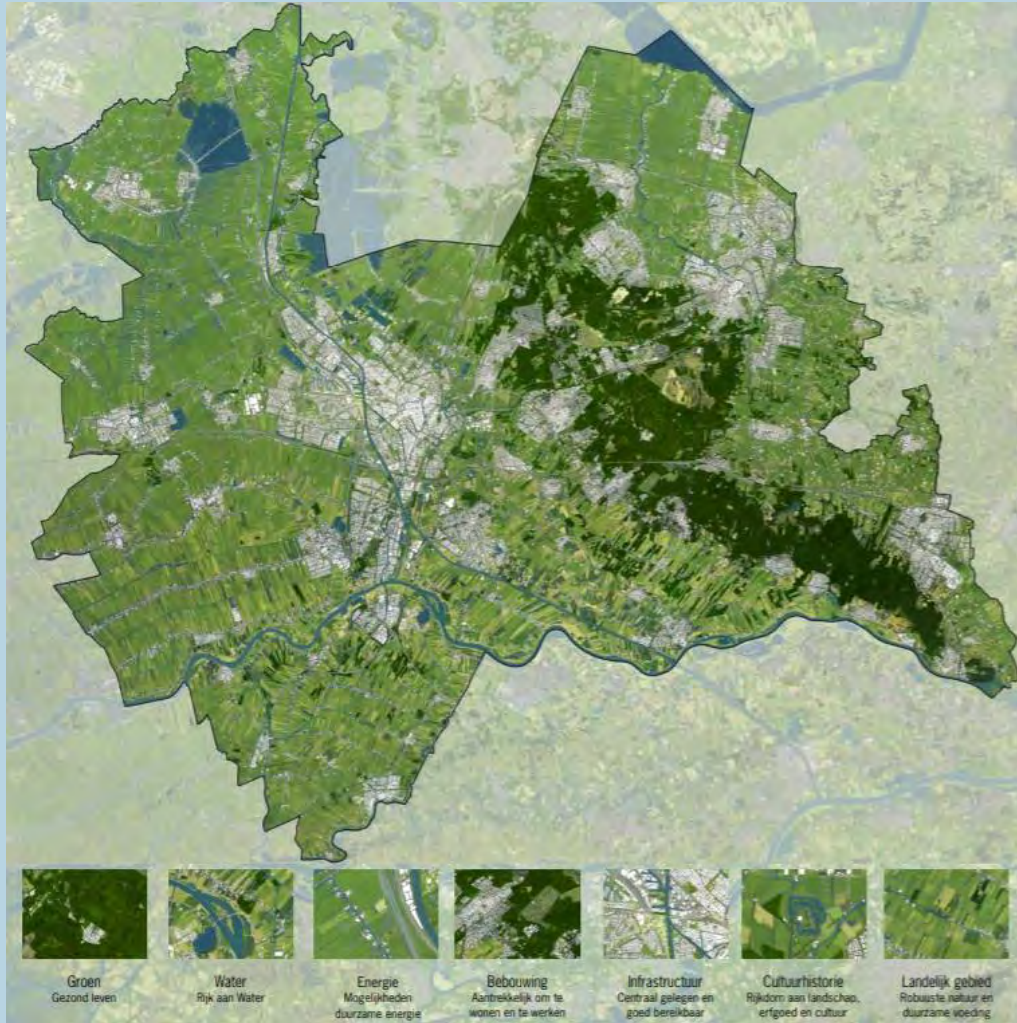 Groen
Gezond leven
Water
Rijk aan Water
Energie
Mogelijkheden
duurzame energie
Bebouwing
Aantrekkelijk om te
wonen en te werken
Infrastructuur
Centraal gelegen en
goed bereikbaar
Cultuurhistorie
Rijkdom aan landschap,
erfgoed en cultuur
Landelijk gebied
Robuuste natuur en
duurzame voeding